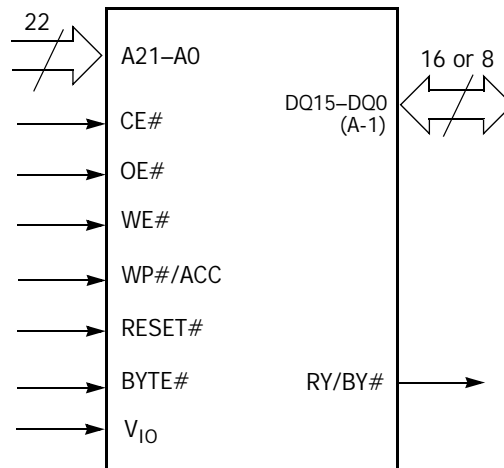 22
A21–A0
16 or 8
DQ15–DQ0
(A-1)
CE#
OE#
WE#
WP#/ACC
RESET#
BYTE#
RY/BY#
VIO